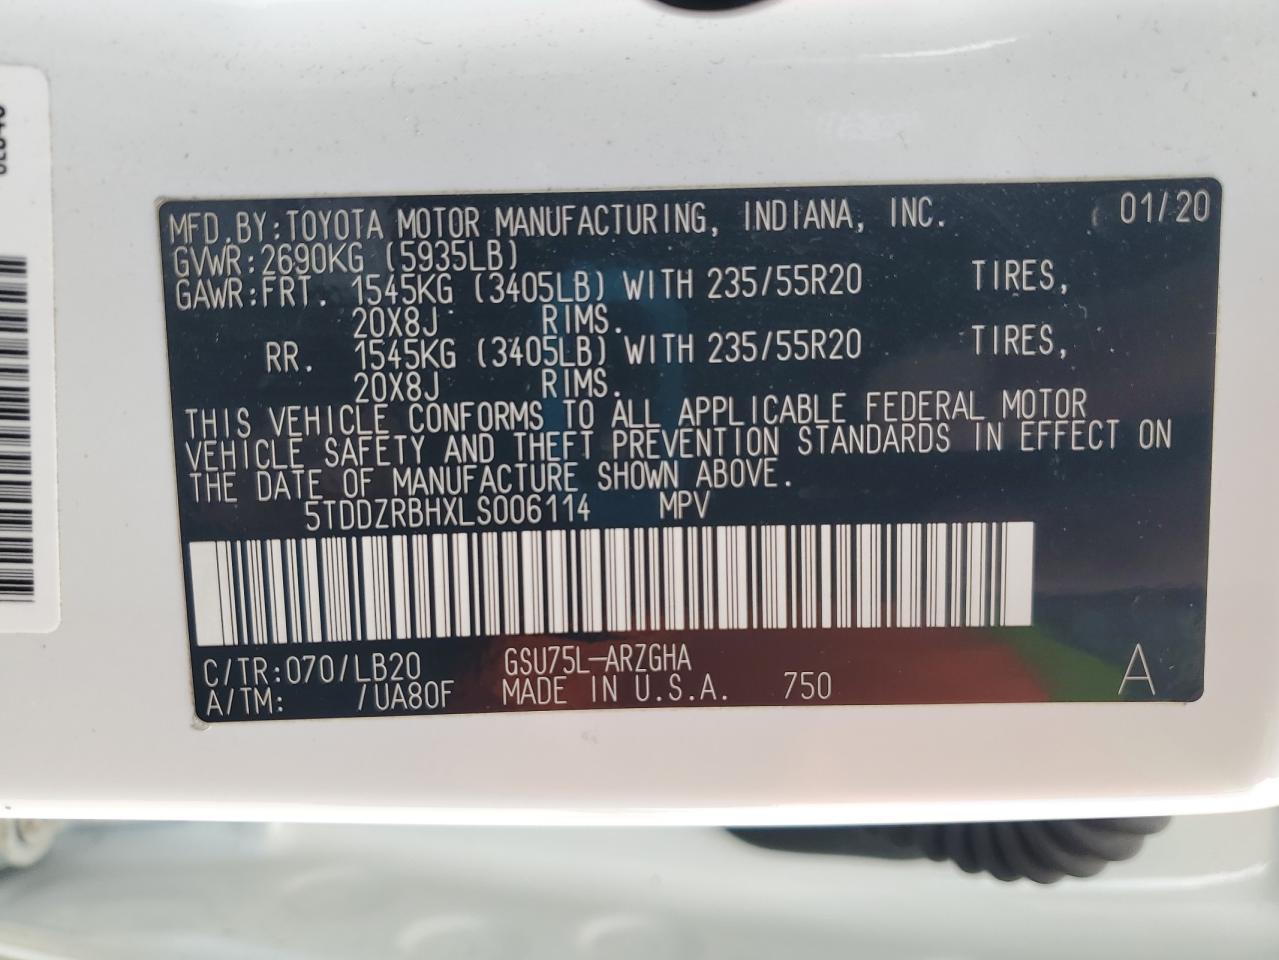 MFD.BY:TOYOTA MOTOR MANUFACTURING, INDIANA, INC. 01/20
GVWR:2690KG (5935LB)
GAWR:FRT. 1545KG (3405LB) WITH 235/55R20 TIRES,
20X8J RIMS.
RR. 1545KG (3405LB) WITH 235/55R20 TIRES,
20X8J RIMS.
THIS VEHICLE CONFORMS TO ALL APPLICABLE FEDERAL MOTOR
VEHICLE SAFETY AND THEFT PREVENTION STANDARDS IN EFFECT ON
THE DATE OF MANUFACTURE SHOWN ABOVE.
5TDDZRBHXLS006114 MPV
C/TR:070/LB20 GSU75L-ARZGHA
A/TM: /UA80F MADE IN U.S.A. 750 A